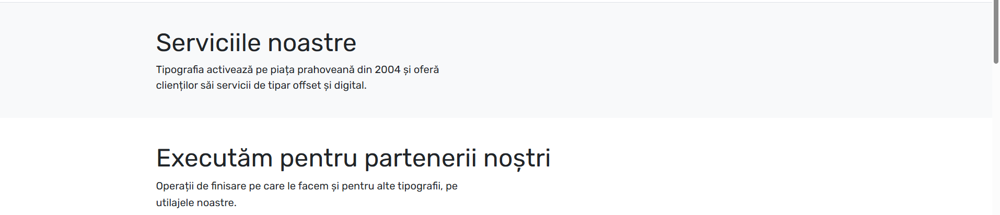 Serviciile noastre
Tipografia activează pe piața prahoveană din 2004 și oferă
clienților săi servicii de tipar offset și digital.
Executăm pentru partenerii noștri
Operații de finisare pe care le facem și pentru alte tipografii, pe
utilajele noastre.